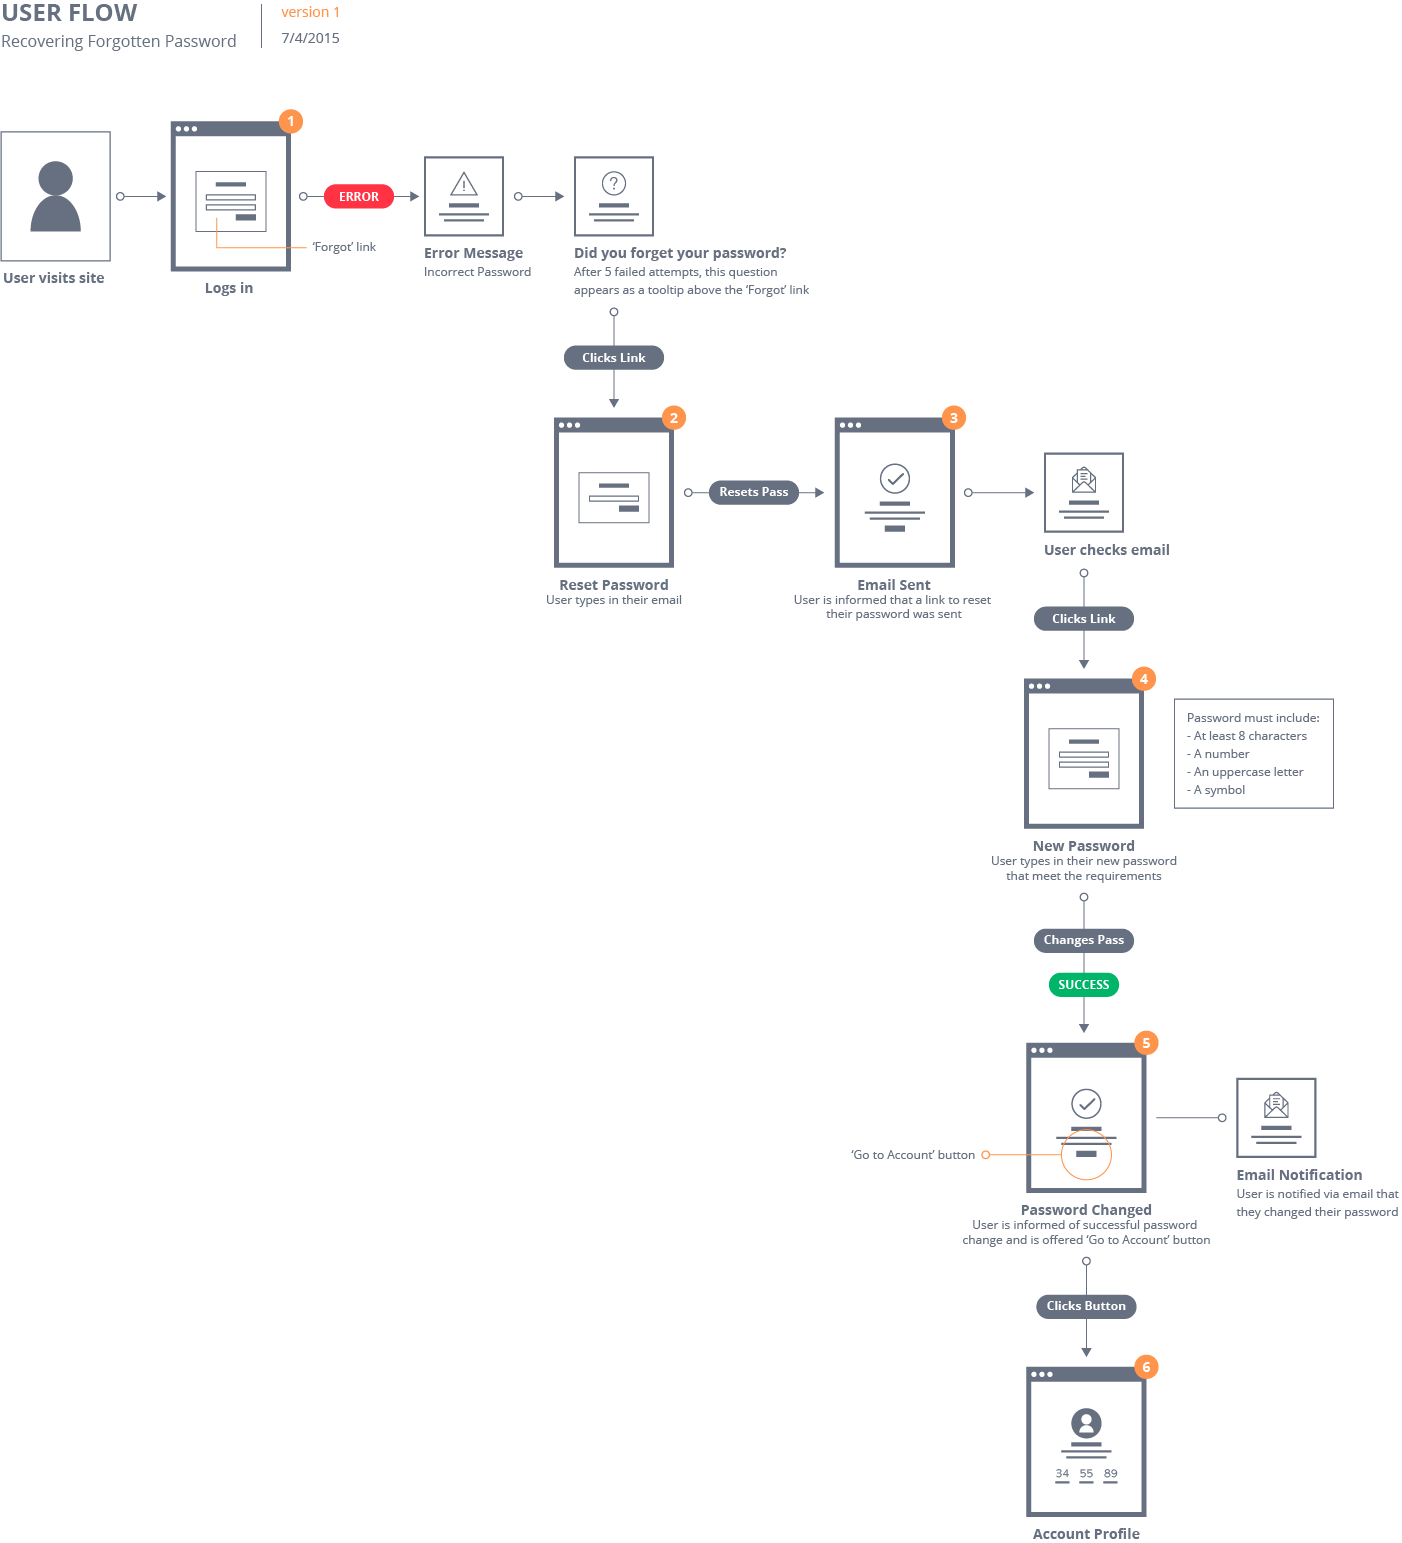 USER FLOW
Recovering Forgotten Password
version 1
7/4/2015
1
ERROR
'Forgot' link
User visits site
Logs in
Error Message
Incorrect Password
Did you forget your password?
After 5 failed attempts, this question
appears as a tooltip above the 'Forgot' link
Clicks Link
2
Resets Pass
3
Reset Password
User types in their email
Email Sent
User is informed that a link to reset
their password was sent
User checks email
Clicks Link
4
Password must include:
- At least 8 characters
- A number
- An uppercase letter
- A symbol
New Password
User types in their new password
that meet the requirements
Changes Pass
SUCCESS
5
'Go to Account' button
Password Changed
User is informed of successful password
change and is offered 'Go to Account' button
Email Notification
User is notified via email that
they changed their password
Clicks Button
6
34 55 89
Account Profile